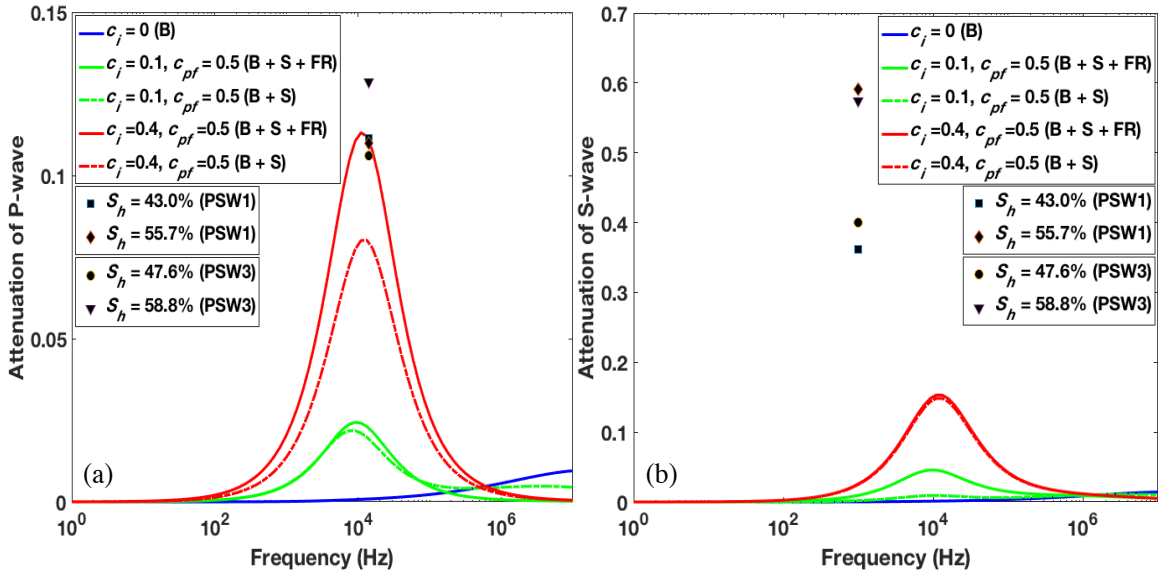 0.15
0.1
0.05
0
10^0
10^2
10^4
10^6
Attenuation of P-wave
Frequency (Hz)
c_i = 0 (B)
c_i = 0.1, c_pf = 0.5 (B + S + FR)
c_i = 0.1, c_pf = 0.5 (B + S)
c_i =0.4, c_pf =0.5 (B + S + FR)
c_i =0.4, c_pf =0.5 (B + S)
S_h = 43.0% (PSW1)
S_h = 55.7% (PSW1)
S_h = 47.6% (PSW3)
S_h = 58.8% (PSW3)
(a)
0.7
0.6
0.5
0.4
0.3
0.2
0.1
0
10^0
10^2
10^4
10^6
Attenuation of S-wave
Frequency (Hz)
c_i = 0 (B)
c_i = 0.1, c_pf = 0.5 (B + S + FR)
c_i = 0.1, c_pf = 0.5 (B + S)
c_i =0.4, c_pf =0.5 (B + S + FR)
c_i =0.4, c_pf =0.5 (B + S)
S_h = 43.0% (PSW1)
S_h = 55.7% (PSW1)
S_h = 47.6% (PSW3)
S_h = 58.8% (PSW3)
(b)